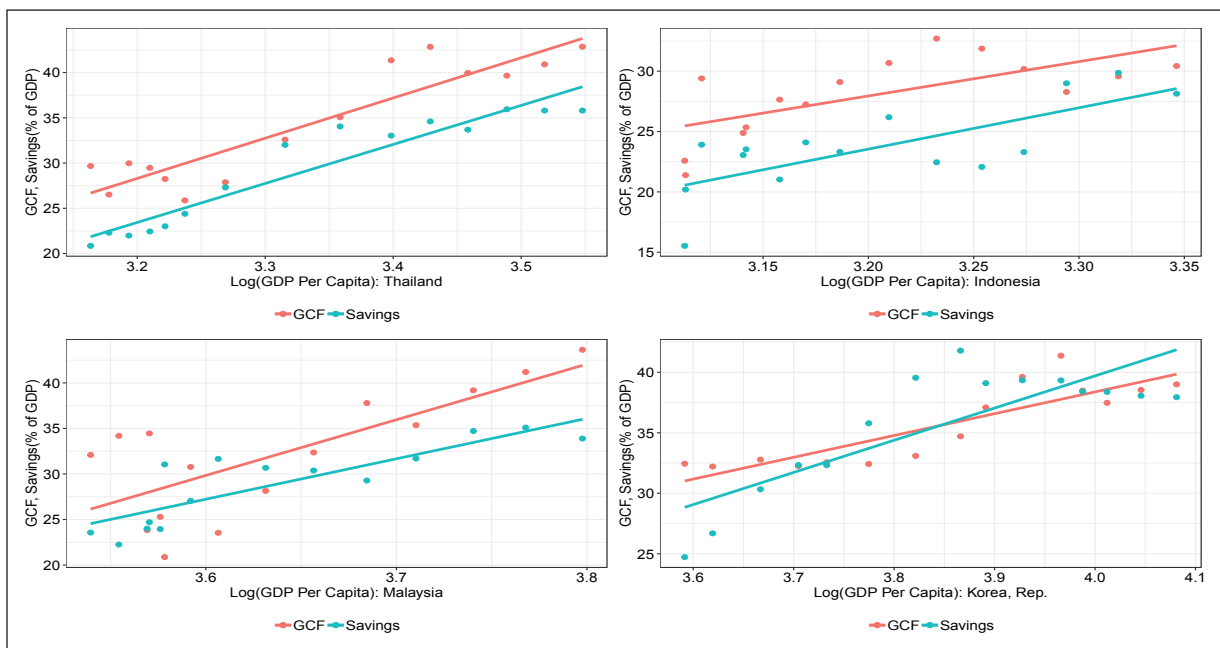 GCF, Savings(% of GDP)
40
35
30
25
20
3.2 3.3 3.4 3.5
Log(GDP Per Capita): Thailand
GCF Savings
GCF, Savings(% of GDP)
30
25
20
15
3.15 3.20 3.25 3.30 3.35
Log(GDP Per Capita): Indonesia
GCF Savings
GCF, Savings(% of GDP)
40
35
30
25
20
3.6 3.7 3.8
Log(GDP Per Capita): Malaysia
GCF Savings
GCF, Savings(% of GDP)
40
35
30
25
3.6 3.7 3.8 3.9 4.0 4.1
Log(GDP Per Capita): Korea, Rep.
GCF Savings